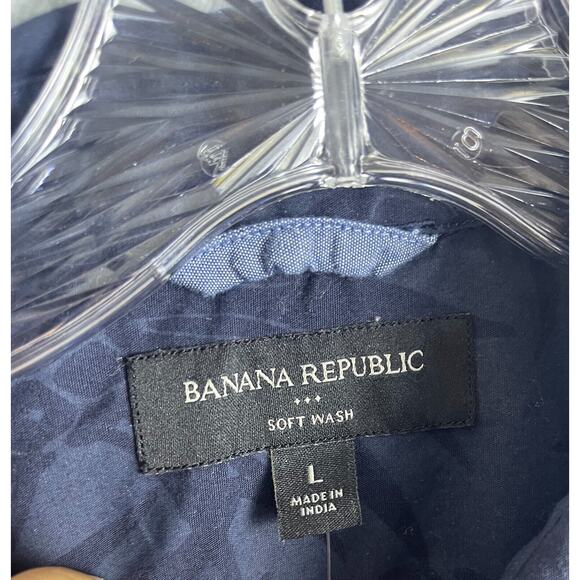 BANANA REPUBLIC
SOFT WASH
L
MADE IN
INDIA